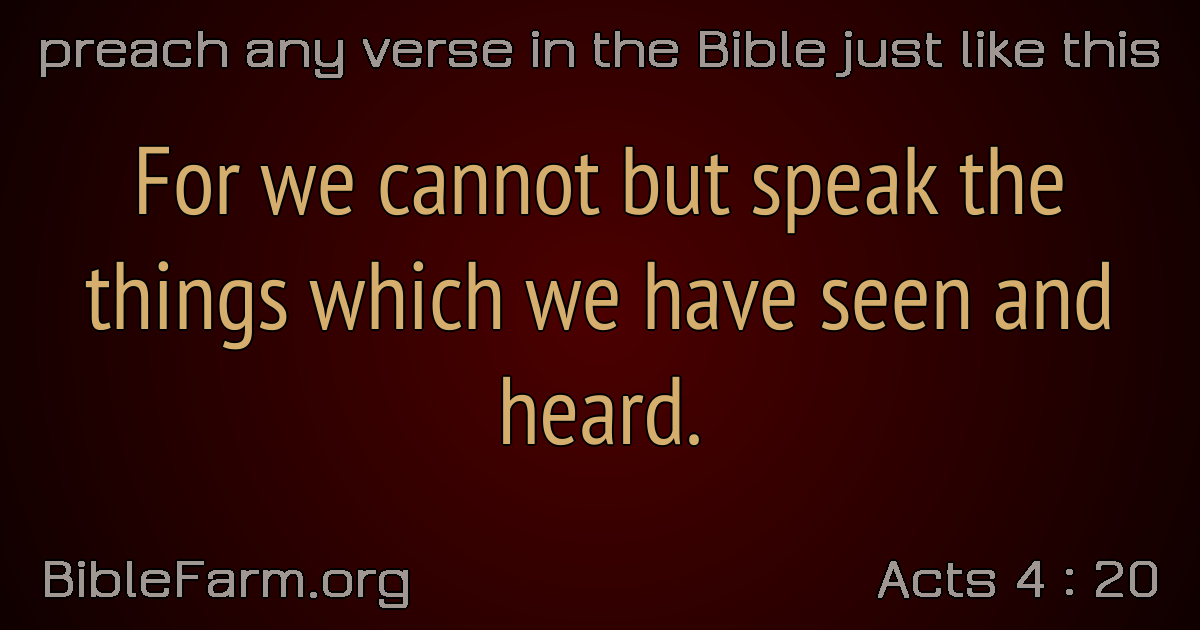 preach any verse in the Bible just like this
For we cannot but speak the
things which we have seen and
heard.
BibleFarm.org
Acts 4 : 20